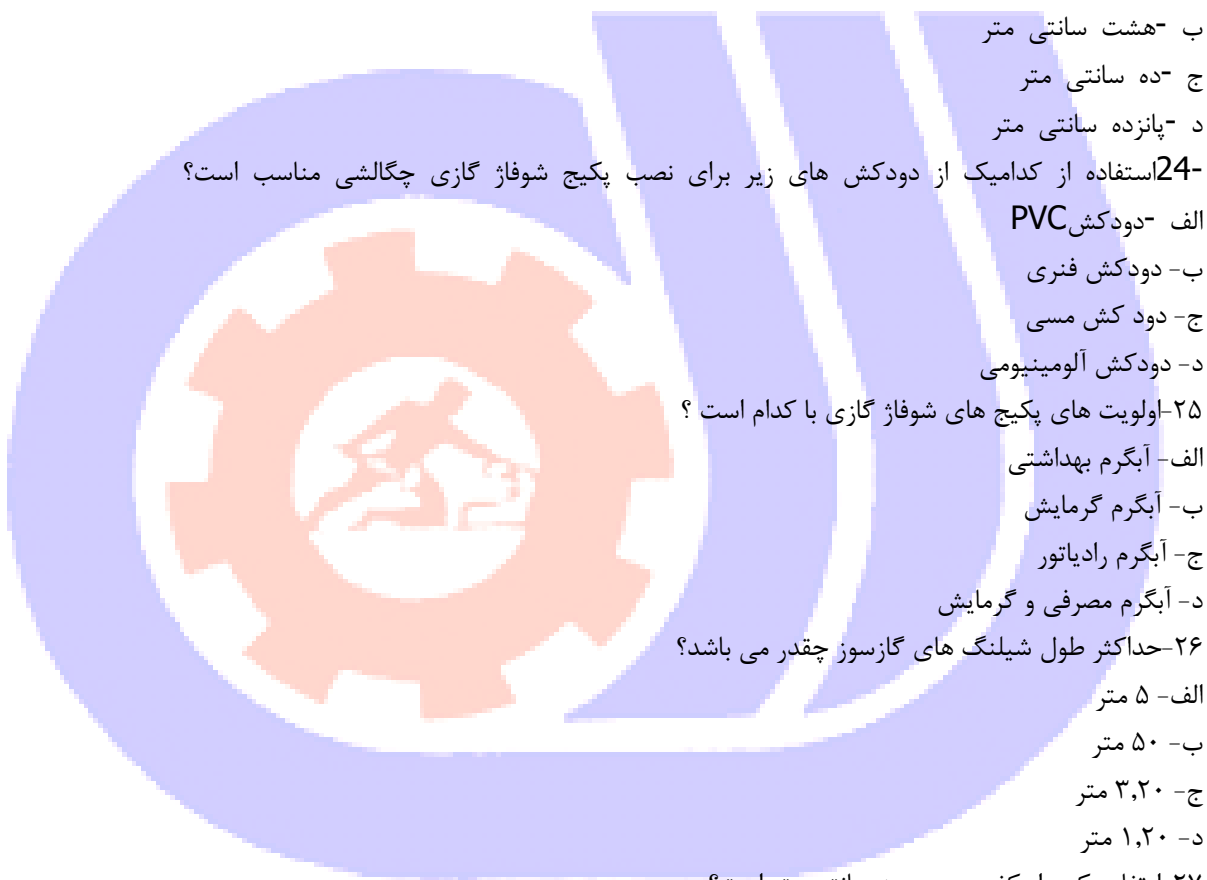 ب -هشت سانتی متر
ج -ده سانتی متر
د -پانزده سانتی متر
-24استفاده از کدامیک از دودکش های زیر برای نصب پکیج شوفاژ گازی چگالشی مناسب است؟
الف -دودکشPVC
ب- دودکش فنری
ج- دود کش مسی
د- دودکش آلومینیومی
۲۵-اولویت های پکیج های شوفاژ گازی با کدام است ؟
الف- آبگرم بهداشتی
ب- آبگرم گرمایش
ج- آبگرم رادیاتور
د- آبگرم مصرفی و گرمایش
۲۶-حداکثر طول شیلنگ های گازسوز چقدر می باشد؟
الف- ۵ متر
ب- ۵۰ متر
ج- ۳,۲۰ متر
د- ۱,۲۰ متر